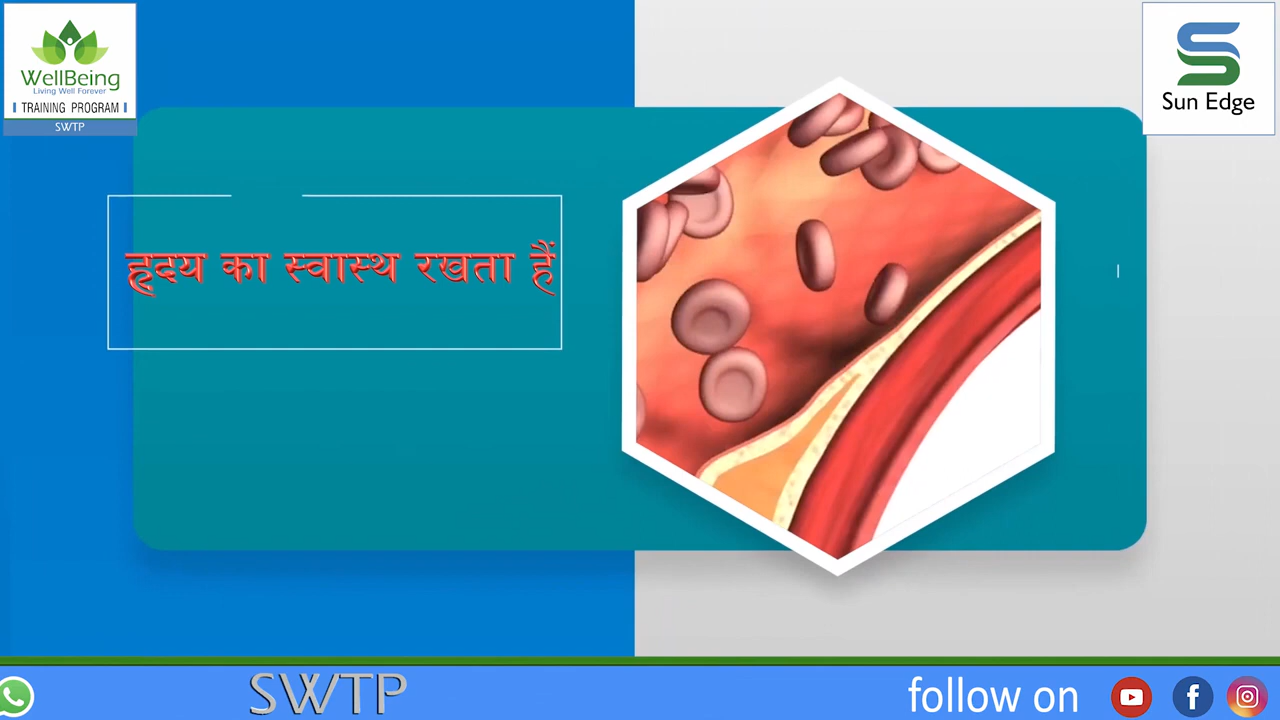 WellBeing
Living Well Forever
TRAINING PROGRAM
SWTP
Sun Edge
हृदय का स्वास्थ रखता हैं
SWTP
follow on